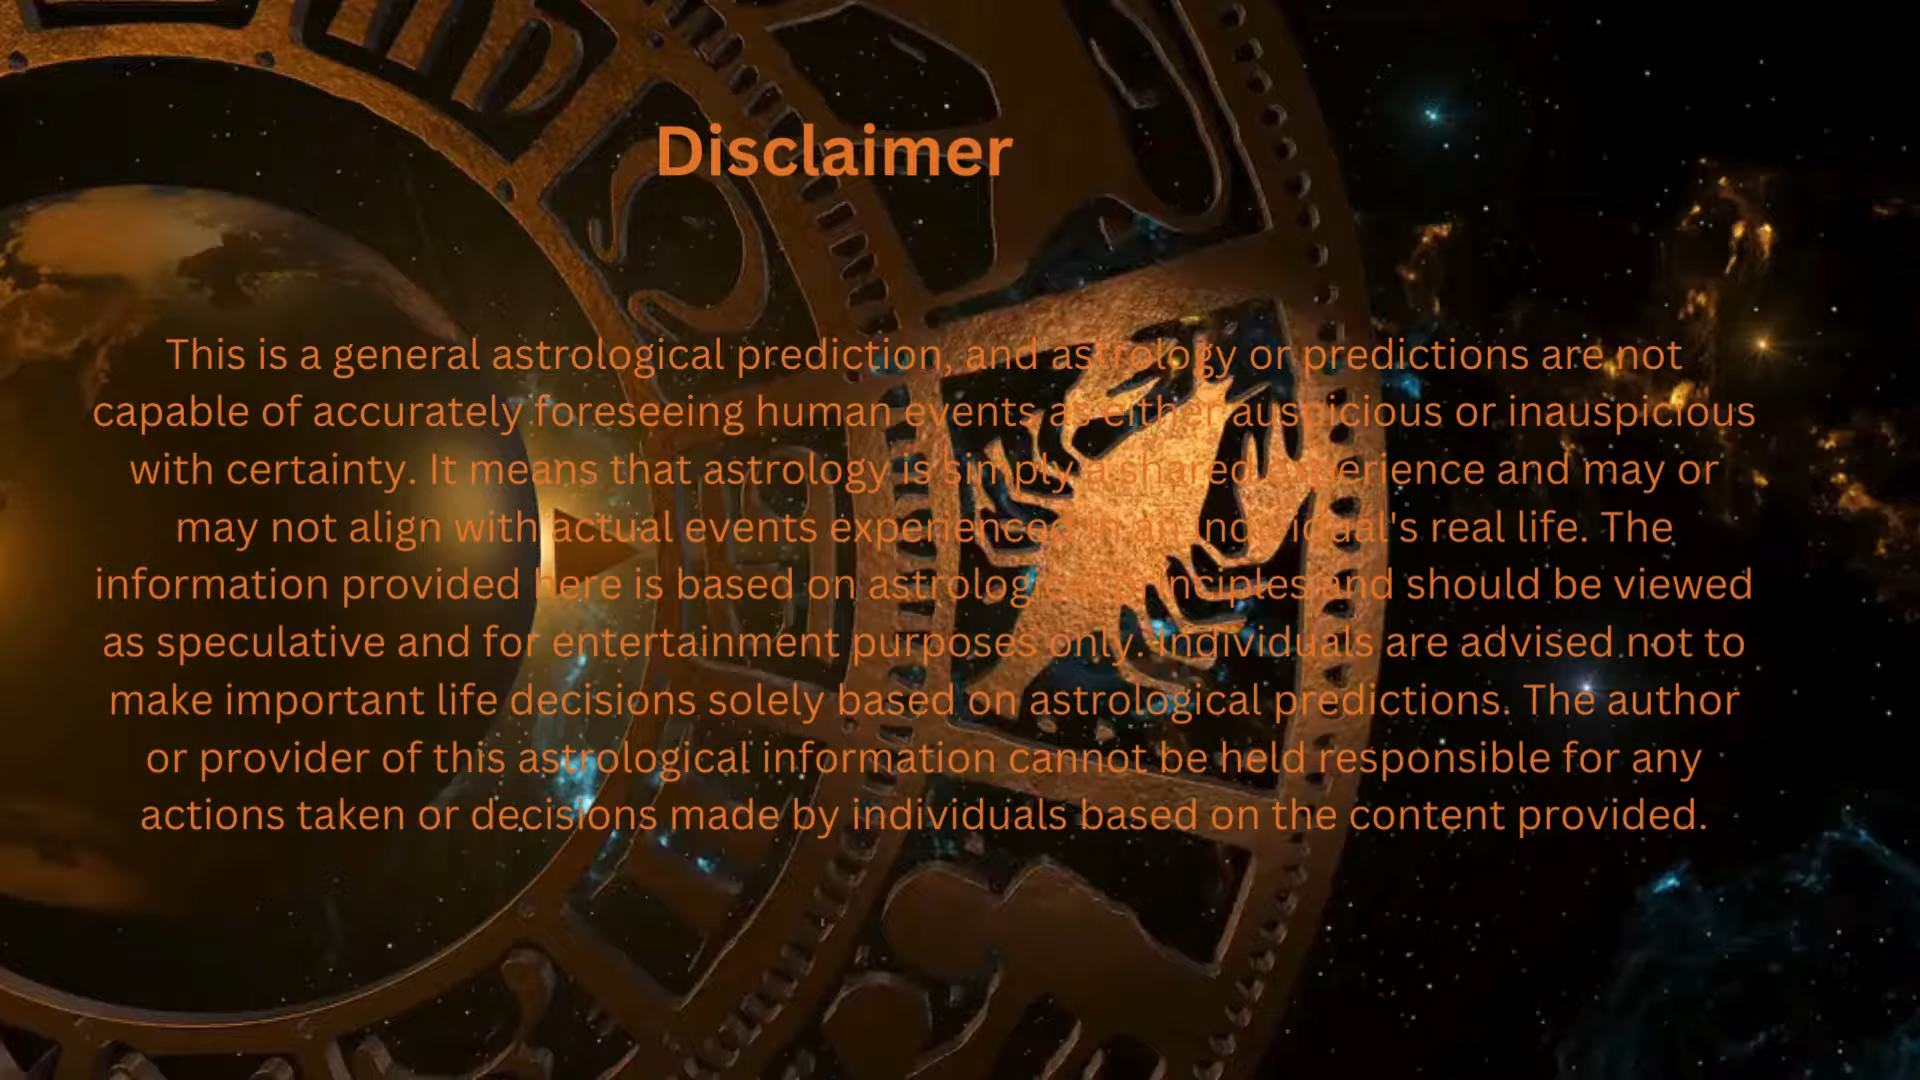 Disclaimer
This is a general astrological prediction, and astrology or predictions are not
capable of accurately foreseeing human events as either auspicious or inauspicious
with certainty. It means that astrology is simply a shared experience and may or
may not align with actual events experienced in an individual's real life. The
information provided here is based on astrological principles and should be viewed
as speculative and for entertainment purposes only. Individuals are advised not to
make important life decisions solely based on astrological predictions. The author
or provider of this astrological information cannot be held responsible for any
actions taken or decisions made by individuals based on the content provided.